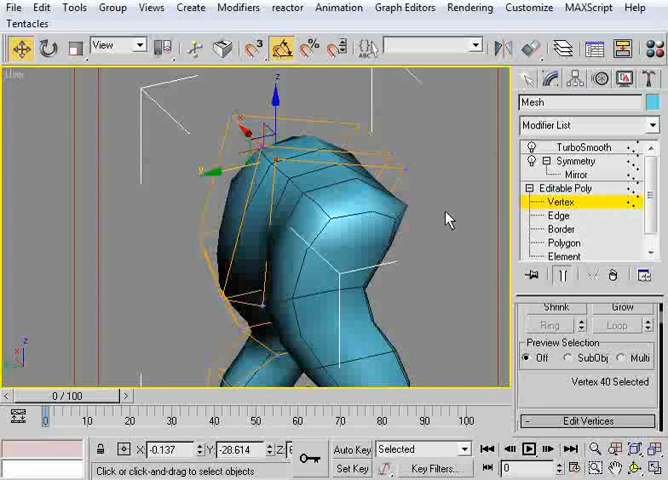 File Edit Tools Group Views Create Modifiers reactor Animation Graph Editors Rendering Customize MAXScript Help
Tentacles
View
User
z
x
y
Mesh
Modifier List
TurboSmooth
Symmetry
Mirror
Editable Poly
Vertex
Edge
Border
Polygon
Element
Shrink Grow
Ring Loop
Preview Selection
Off SubObj Multi
Vertex 40 Selected
Edit Vertices
0 / 100
0 10 20 30 40 50 60 70 80 90 100
X: -0.137 Y: -28.614 Z:
Auto Key Selected
Click or click-and-drag to select objects
Set Key Key Filters... 0